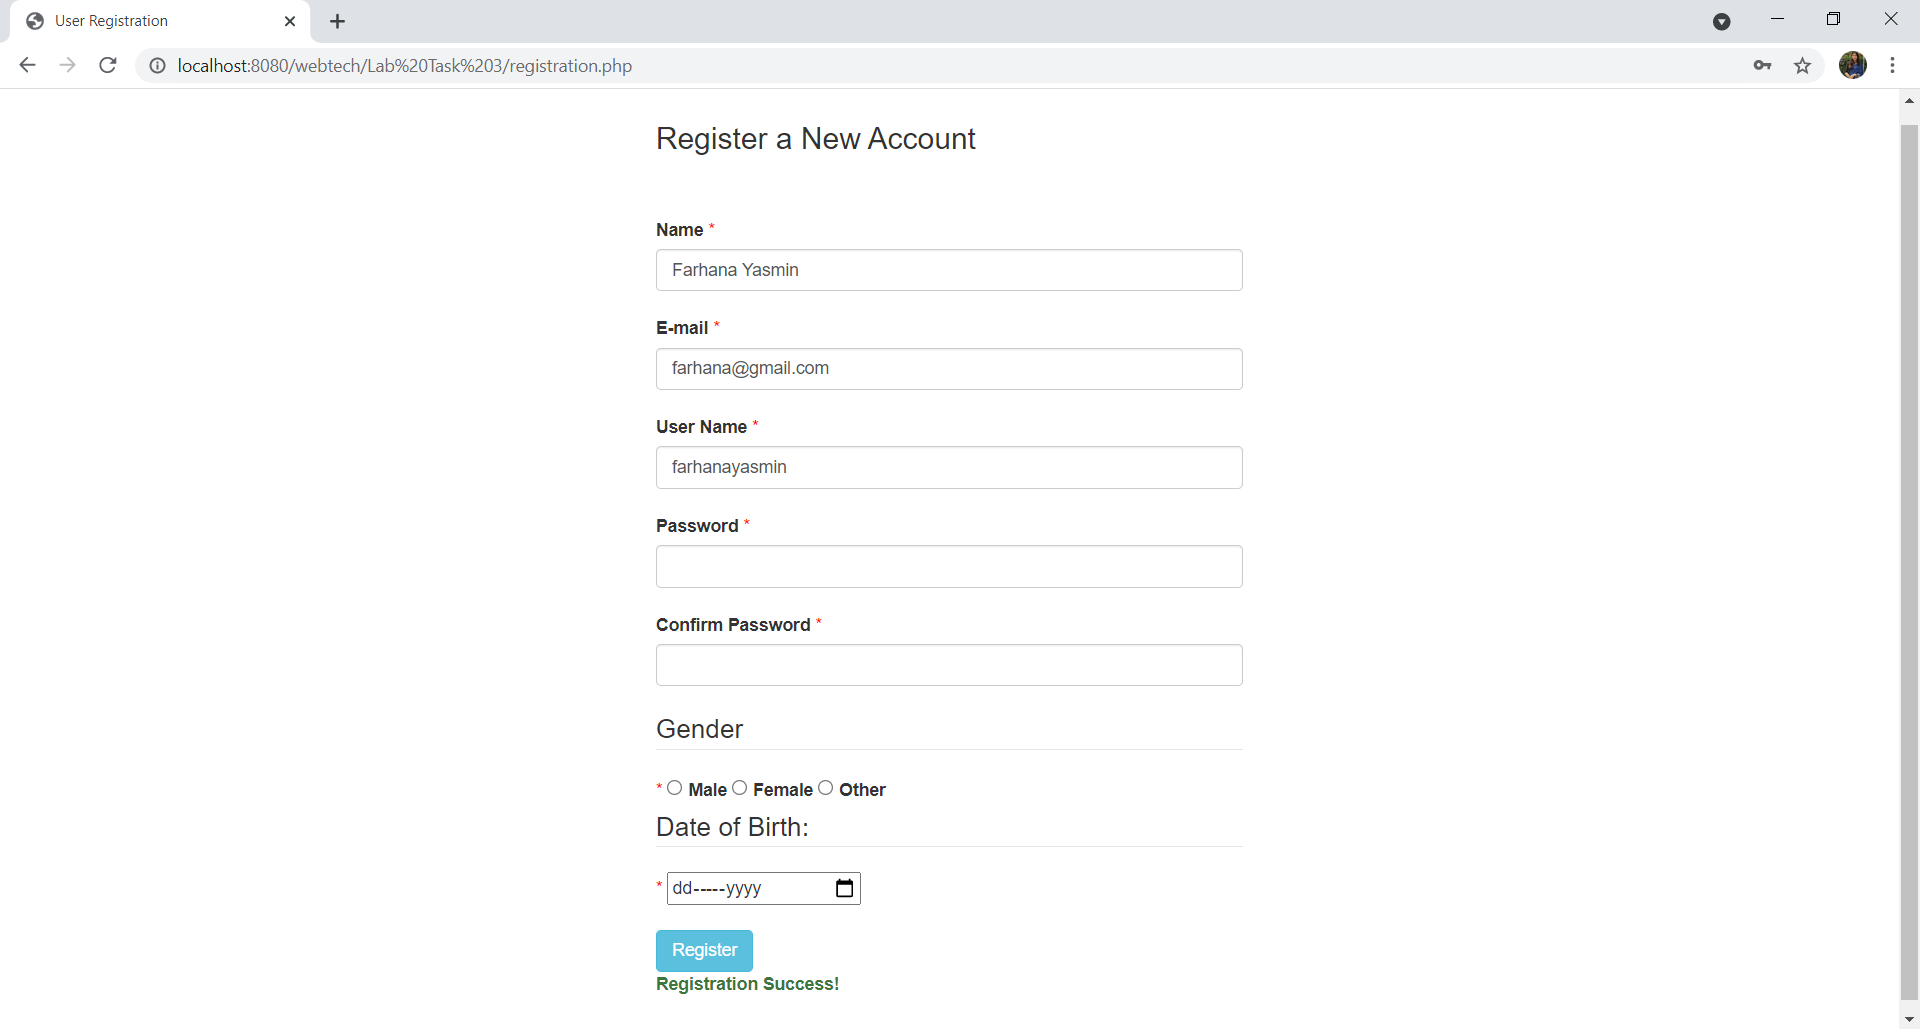 User Registration
localhost:8080/webtech/Lab%20Task%203/registration.php
Register a New Account
Name *
Farhana Yasmin
E-mail *
farhana@gmail.com
User Name *
farhanayasmin
Password *
Confirm Password *
Gender
* Male Female Other
Date of Birth:
* dd-----yyyy
Register
Registration Success!